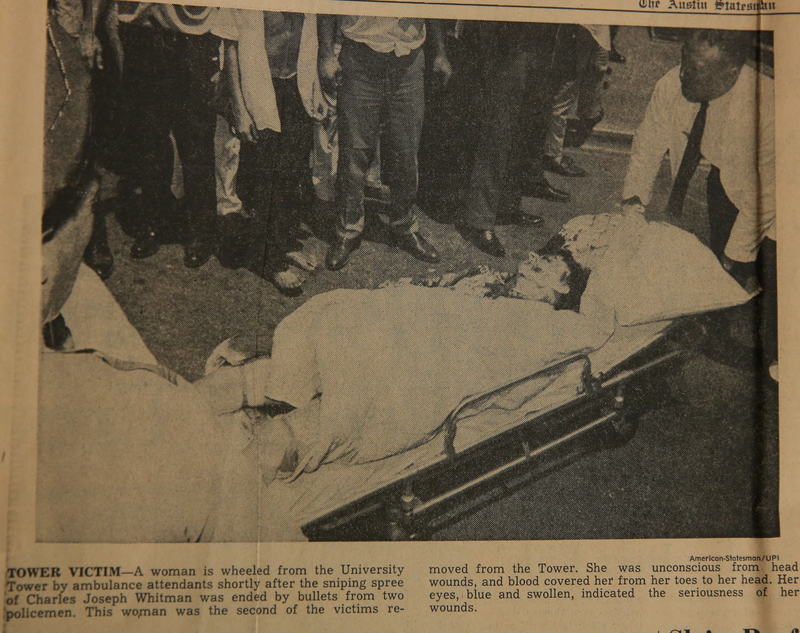 The Austin Statesman
American-Statesman/UPI
TOWER VICTIM—A woman is wheeled from the University
Tower by ambulance attendants shortly after the sniping spree
of Charles Joseph Whitman was ended by bullets from two
policemen. This woman was the second of the victims re-
moved from the Tower. She was unconscious from head
wounds, and blood covered her from her toes to her head. Her
eyes, blue and swollen, indicated the seriousness of her
wounds.